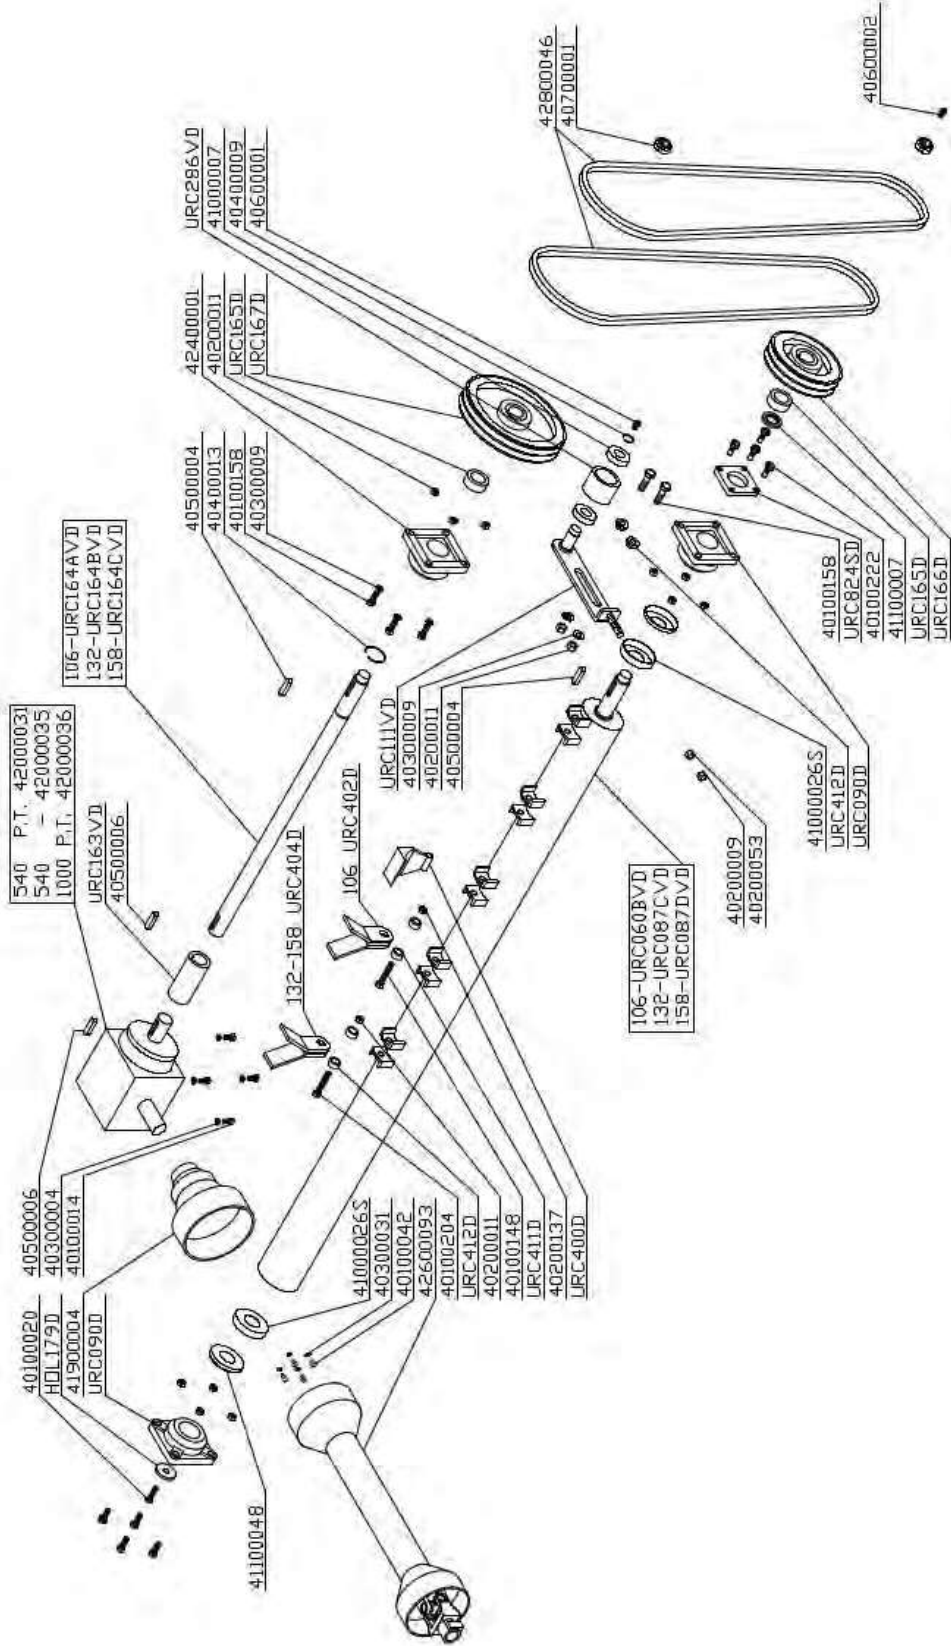 540 P.T. 42000031
540 - 42000035
1000 P.T. 42000036
URC163VD
40500006
106-URC164AVD
132-URC164BVD
158-URC164CVD
40500004
40400013
40100158
40300009
42400001
40200011
URC165D
URC167D
URC286VD
41000007
40400009
40600001
42800046
40700001
40600002
40500006
40300004
40100014
40100020
HOL179D
41900004
URC090D
132-158 URC404D
106 URC402D
URC111VD
40300009
40200011
40500004
41100048
41000026S
40300031
40100042
42600093
40100204
URC412D
40200011
40100148
URC411D
40200137
URC400D
106-URC060BVD
132-URC087CVD
158-URC087DVD
40200009
40200053
41000026S
URC412D
URC090D
40100158
URC824SD
40100222
41100007
URC165D
URC166D